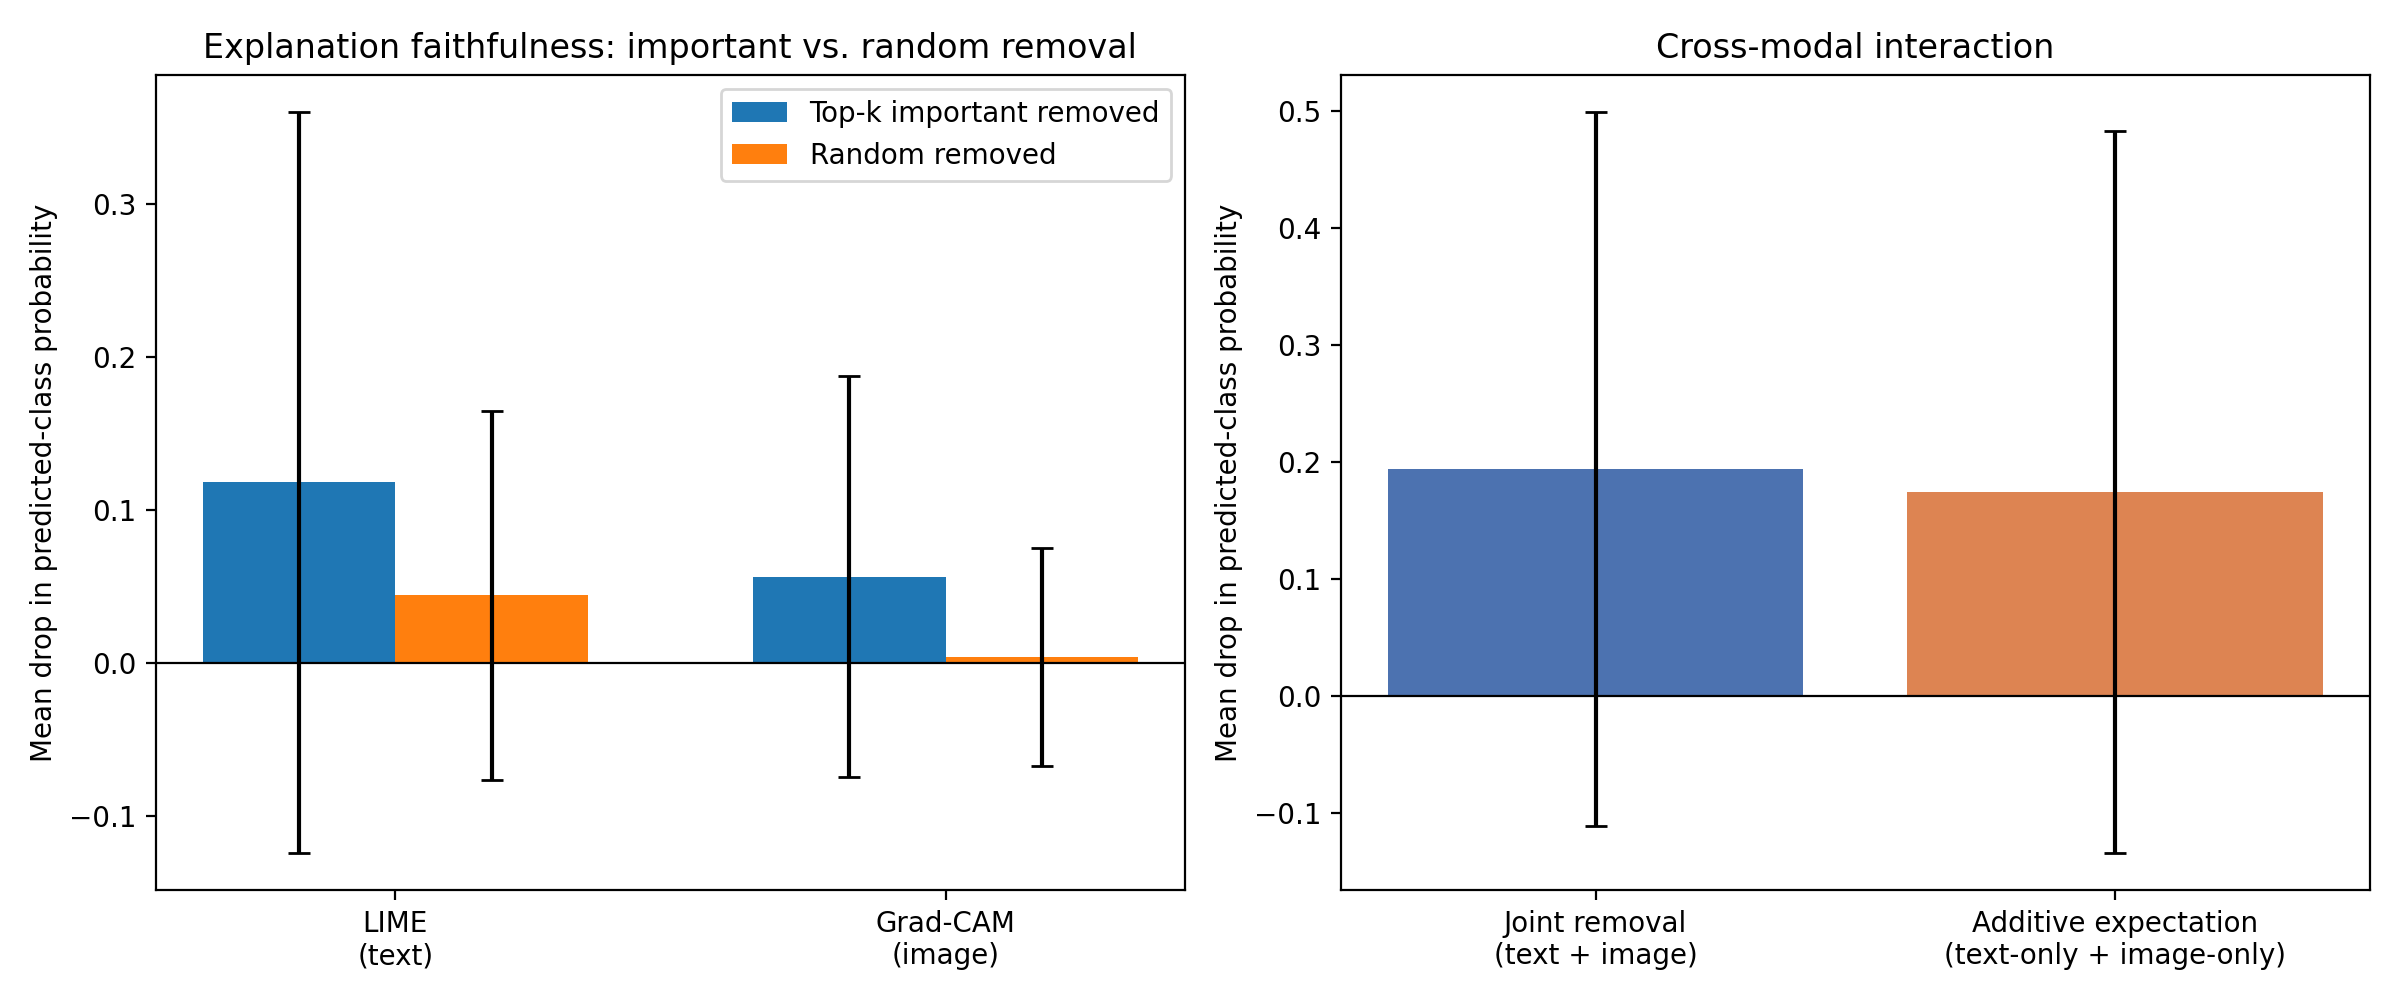 Explanation faithfulness: important vs. random removal
Top-k important removed
Random removed
Mean drop in predicted-class probability
0.3
0.2
0.1
0.0
−0.1
LIME
(text)
Grad-CAM
(image)
Cross-modal interaction
Mean drop in predicted-class probability
0.5
0.4
0.3
0.2
0.1
0.0
−0.1
Joint removal
(text + image)
Additive expectation
(text-only + image-only)